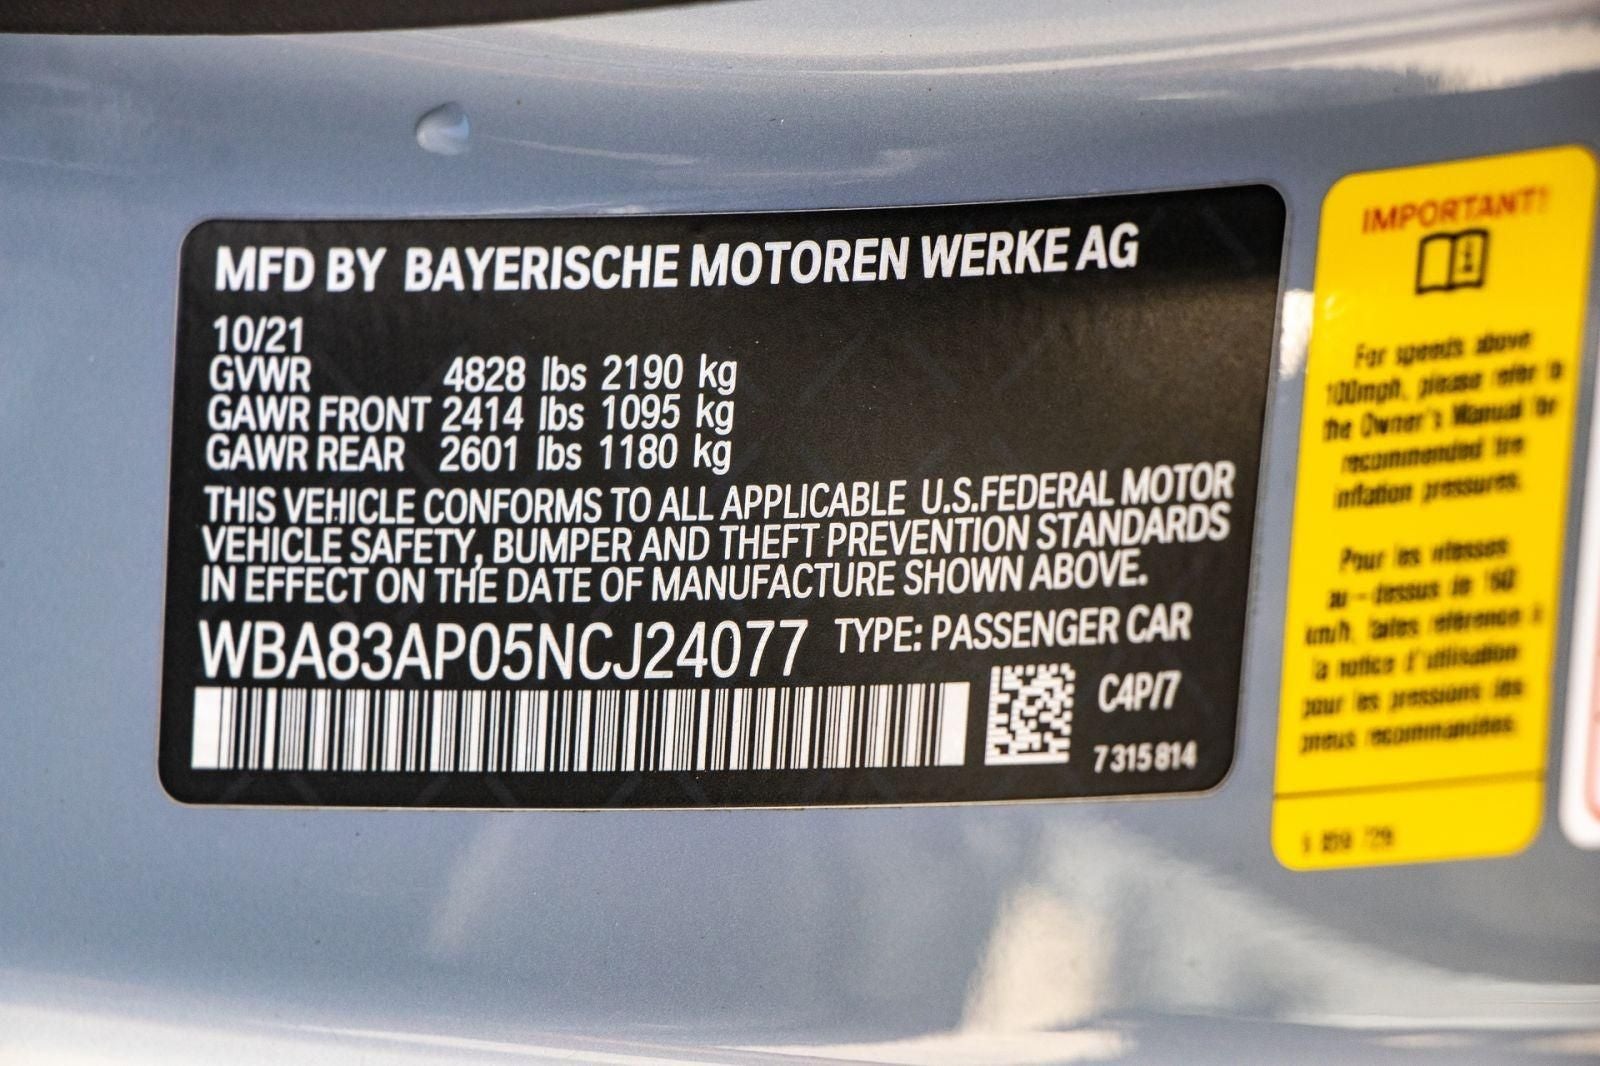 MFD BY BAYERISCHE MOTOREN WERKE AG
10/21
GVWR 4828 lbs 2190 kg
GAWR FRONT 2414 lbs 1095 kg
GAWR REAR 2601 lbs 1180 kg
THIS VEHICLE CONFORMS TO ALL APPLICABLE U.S.FEDERAL MOTOR
VEHICLE SAFETY, BUMPER AND THEFT PREVENTION STANDARDS
IN EFFECT ON THE DATE OF MANUFACTURE SHOWN ABOVE.
WBA83AP05NCJ24077 TYPE: PASSENGER CAR
C4P/7
7 315 814
IMPORTANT!
For speeds above
100mph, please refer to
the Owner's Manual for
recommended tire
inflation pressures.
Pour les vitesses
au-dessus de 160
km/h, faites référence à
la notice d'utilisation
pour les pressions des
pneus recommandées.